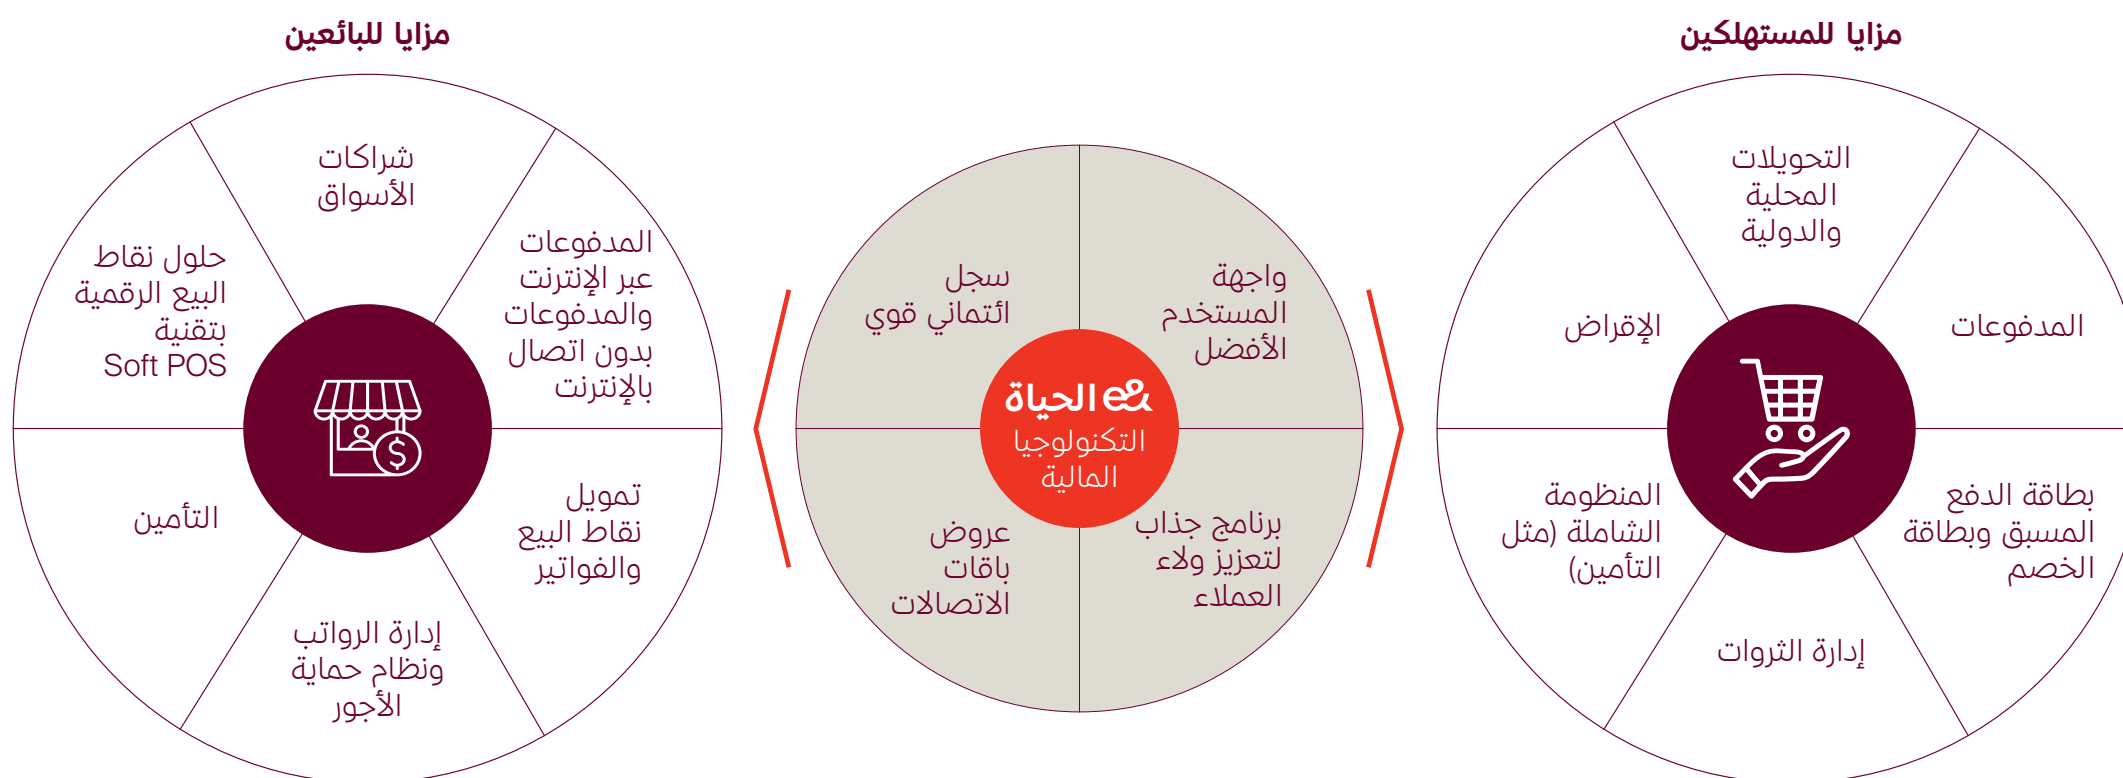 مزايا للمستهلكين
التحويلات
المحلية
والدولية
المدفوعات
بطاقة الدفع
المسبق وبطاقة
الخصم
إدارة الثروات
المنظومة
الشاملة (مثل
التأمين)
الإقراض
واجهة
المستخدم
الأفضل
برنامج جذاب
لتعزيز ولاء
العملاء
عروض
باقات
الاتصالات
سجل
ائتماني قوي
e& الحياة
التكنولوجيا
المالية
مزايا للبائعين
شراكات
الأسواق
المدفوعات
عبر الإنترنت
والمدفوعات
بدون اتصال
بالإنترنت
تمويل
نقاط البيع
والفواتير
إدارة الرواتب
ونظام حماية
الأجور
التأمين
حلول نقاط
البيع الرقمية
بتقنية
Soft POS